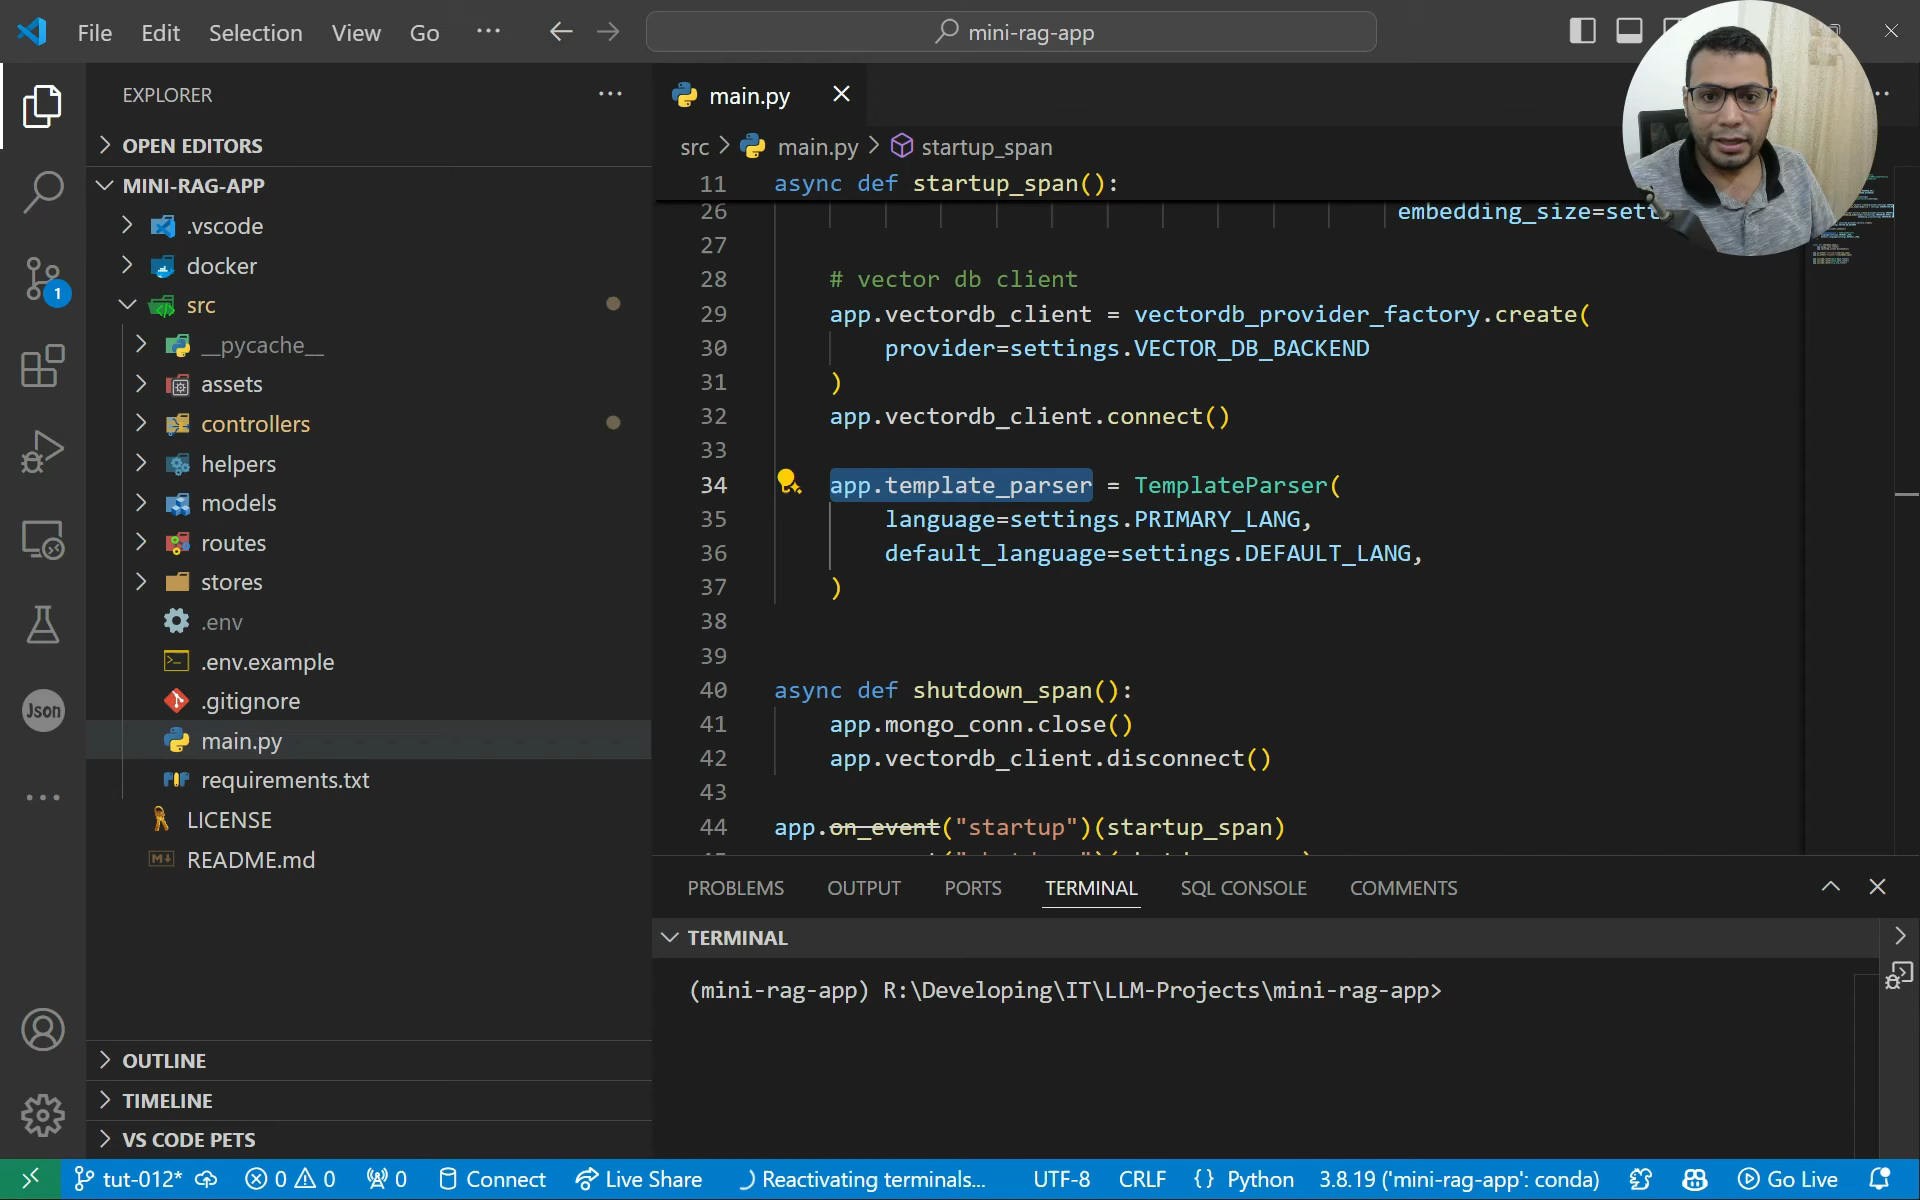 File Edit Selection View Go ··· mini-rag-app
EXPLORER
OPEN EDITORS
MINI-RAG-APP
.vscode
docker
src
__pycache__
assets
controllers
helpers
models
routes
stores
.env
.env.example
.gitignore
main.py
requirements.txt
LICENSE
README.md
OUTLINE
TIMELINE
VS CODE PETS
1
Json
main.py
src > main.py > startup_span
11 async def startup_span():
26 embedding_size=sett
27
28 # vector db client
29 app.vectordb_client = vectordb_provider_factory.create(
30 provider=settings.VECTOR_DB_BACKEND
31 )
32 app.vectordb_client.connect()
33
34 app.template_parser = TemplateParser(
35 language=settings.PRIMARY_LANG,
36 default_language=settings.DEFAULT_LANG,
37 )
38
39
40 async def shutdown_span():
41 app.mongo_conn.close()
42 app.vectordb_client.disconnect()
43
44 app.on_event("startup")(startup_span)
PROBLEMS OUTPUT PORTS TERMINAL SQL CONSOLE COMMENTS
TERMINAL
(mini-rag-app) R:\Developing\IT\LLM-Projects\mini-rag-app>
tut-012* 0 0 0 Connect Live Share Reactivating terminals... UTF-8 CRLF {} Python 3.8.19 ('mini-rag-app': conda) Go Live